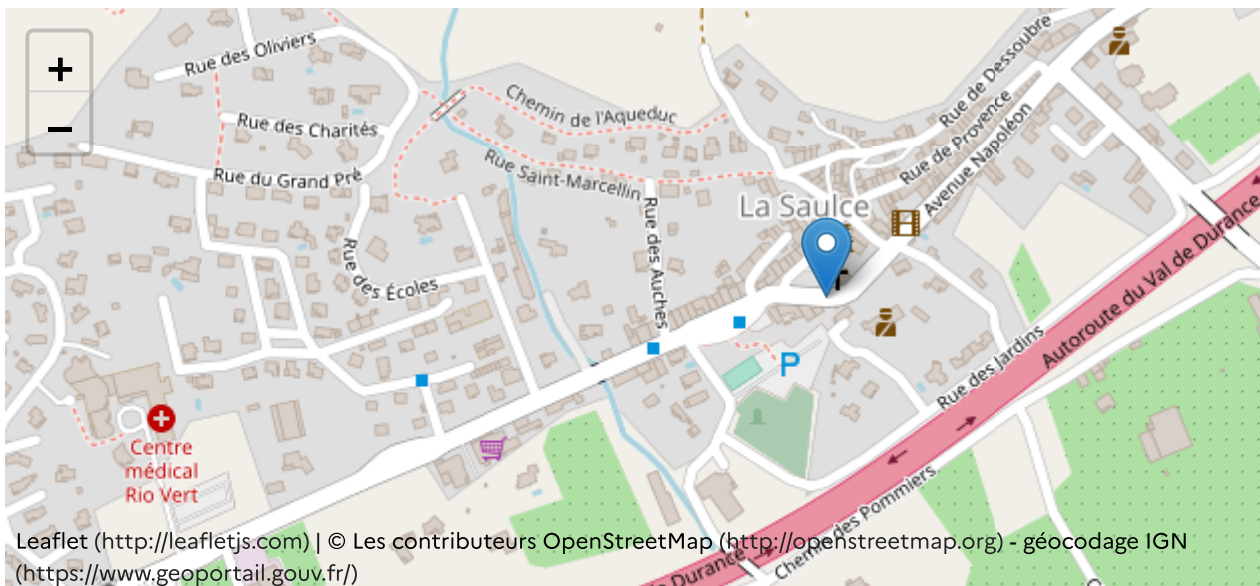 +
−
Rue des Oliviers
Rue des Charités
Rue du Grand Pré
Chemin de l'Aqueduc
Rue Saint-Marcellin
Rue des Auches
Rue des Écoles
Rue de Dessoubre
Rue de Provence
Avenue Napoléon
La Saulce
P
Rue des Jardins
Autoroute du Val de Durance
Chemin des Pommiers
Durance
Centre
médical
Rio Vert
Leaflet (http://leafletjs.com) | © Les contributeurs OpenStreetMap (http://openstreetmap.org) - géocodage IGN
(https://www.geoportail.gouv.fr/)